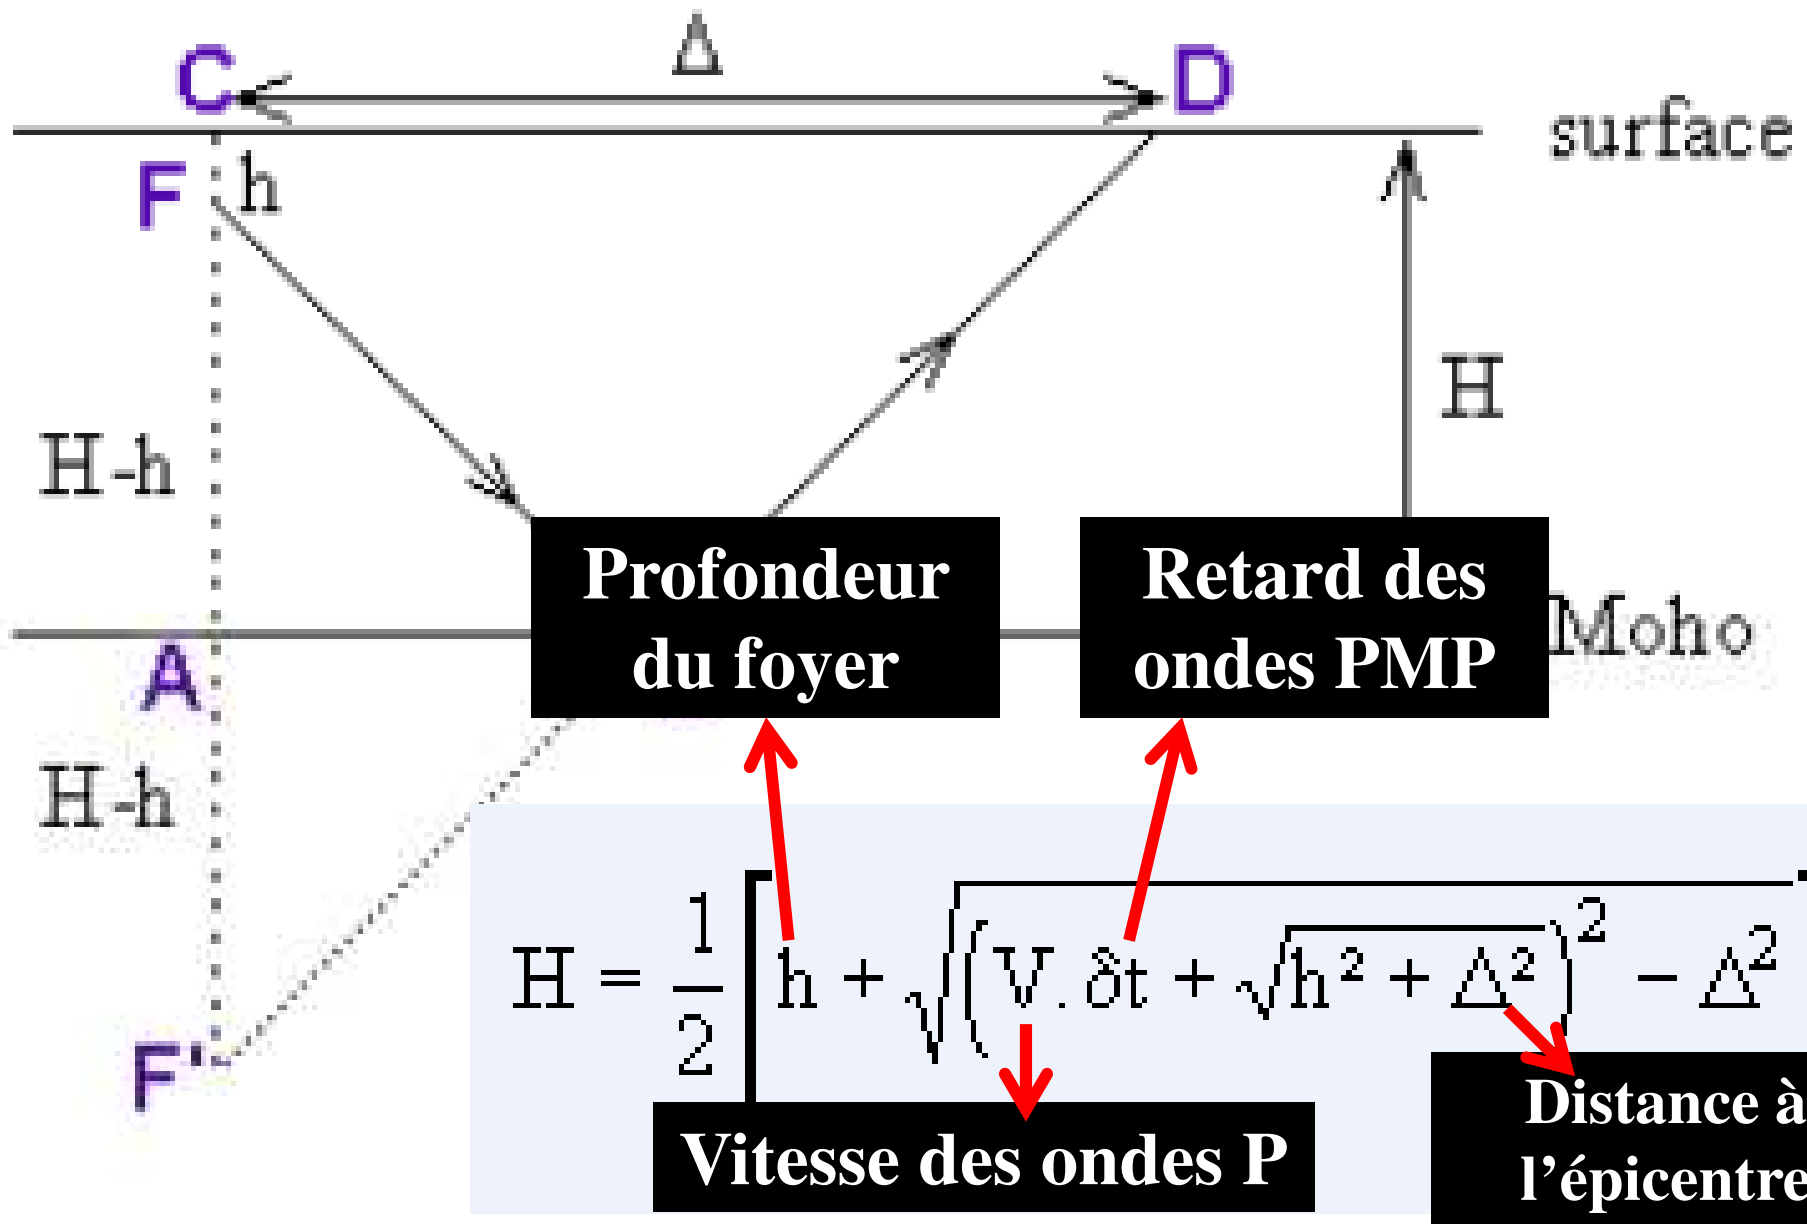 Δ
C D
surface
F h
H
H-h
Profondeur
du foyer
Retard des
ondes PMP
Moho
A
H-h
H = 1/2 [ h + √( (V. δt + √(h² + Δ²) )² − Δ²
F'
Vitesse des ondes P
Distance à
l’épicentre